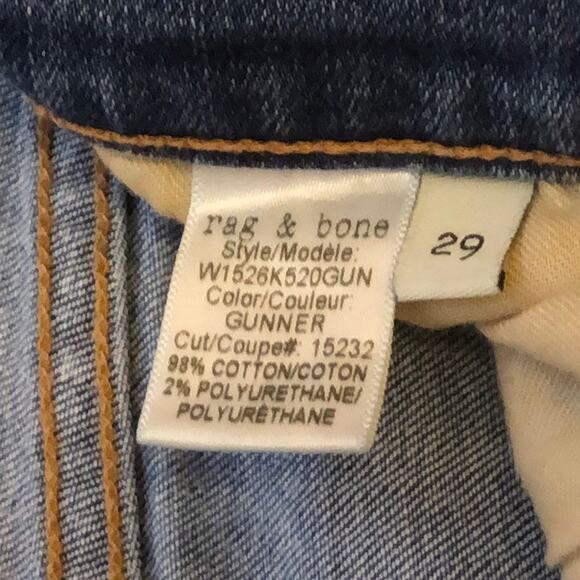 rag & bone
Style/Modèle:
W1526K520GUN
Color/Couleur:
GUNNER
Cut/Coupe#: 15232
98% COTTON/COTON
2% POLYURETHANE/
POLYURÉTHANE
29